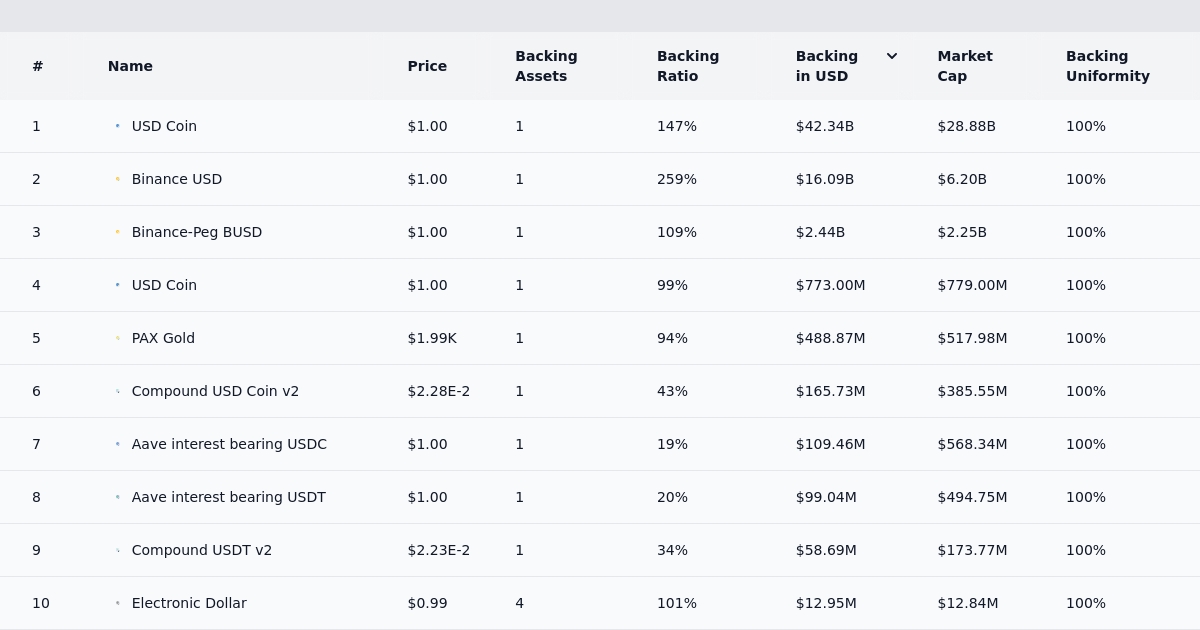 # Name Price Backing Assets Backing Ratio Backing in USD Market Cap Backing Uniformity
1 USD Coin $1.00 1 147% $42.34B $28.88B 100%
2 Binance USD $1.00 1 259% $16.09B $6.20B 100%
3 Binance-Peg BUSD $1.00 1 109% $2.44B $2.25B 100%
4 USD Coin $1.00 1 99% $773.00M $779.00M 100%
5 PAX Gold $1.99K 1 94% $488.87M $517.98M 100%
6 Compound USD Coin v2 $2.28E-2 1 43% $165.73M $385.55M 100%
7 Aave interest bearing USDC $1.00 1 19% $109.46M $568.34M 100%
8 Aave interest bearing USDT $1.00 1 20% $99.04M $494.75M 100%
9 Compound USDT v2 $2.23E-2 1 34% $58.69M $173.77M 100%
10 Electronic Dollar $0.99 4 101% $12.95M $12.84M 100%